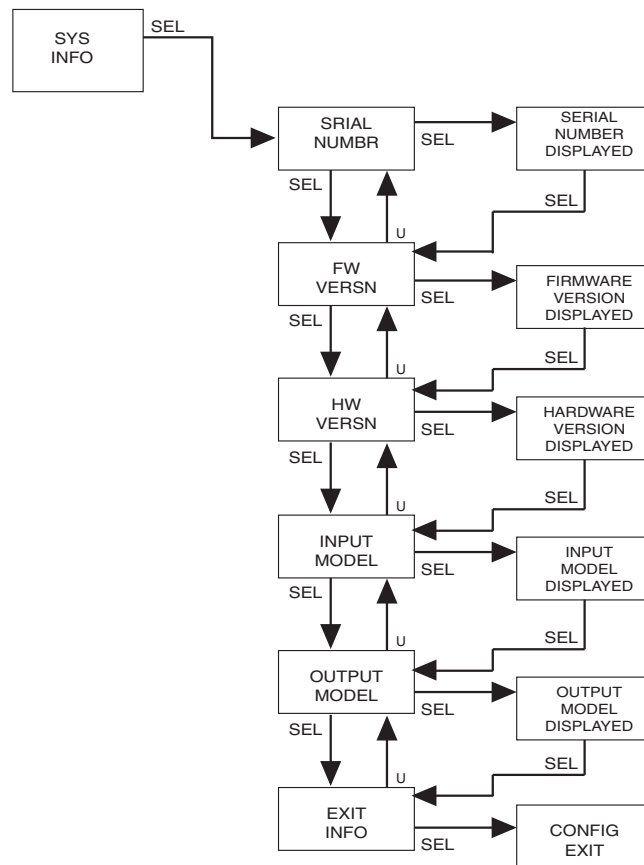 SYS
INFO
SEL
SRIAL
NUMBR
SEL
SERIAL
NUMBER
DISPLAYED
SEL
U
SEL
FW
VERSN
SEL
FIRMWARE
VERSION
DISPLAYED
SEL
U
SEL
HW
VERSN
SEL
HARDWARE
VERSION
DISPLAYED
SEL
U
SEL
INPUT
MODEL
SEL
INPUT
MODEL
DISPLAYED
SEL
U
SEL
OUTPUT
MODEL
SEL
OUTPUT
MODEL
DISPLAYED
SEL
U
SEL
EXIT
INFO
SEL
CONFIG
EXIT